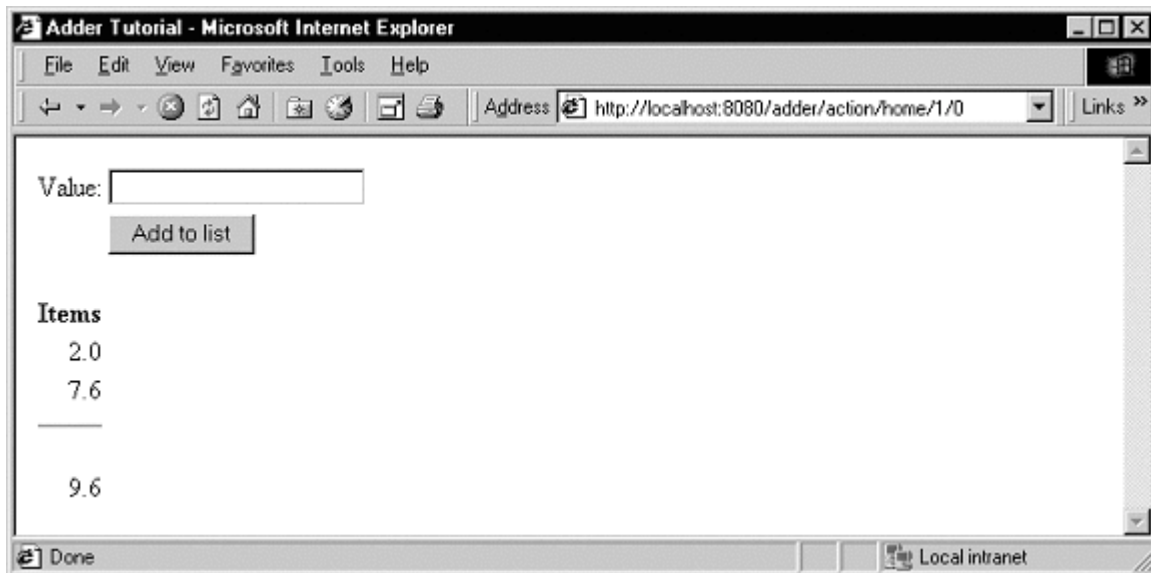 Adder Tutorial - Microsoft Internet Explorer
File Edit View Favorites Tools Help
Address http://localhost:8080/adder/action/home/1/0 Links »
Value:
Add to list
Items
2.0
7.6
9.6
Done Local intranet